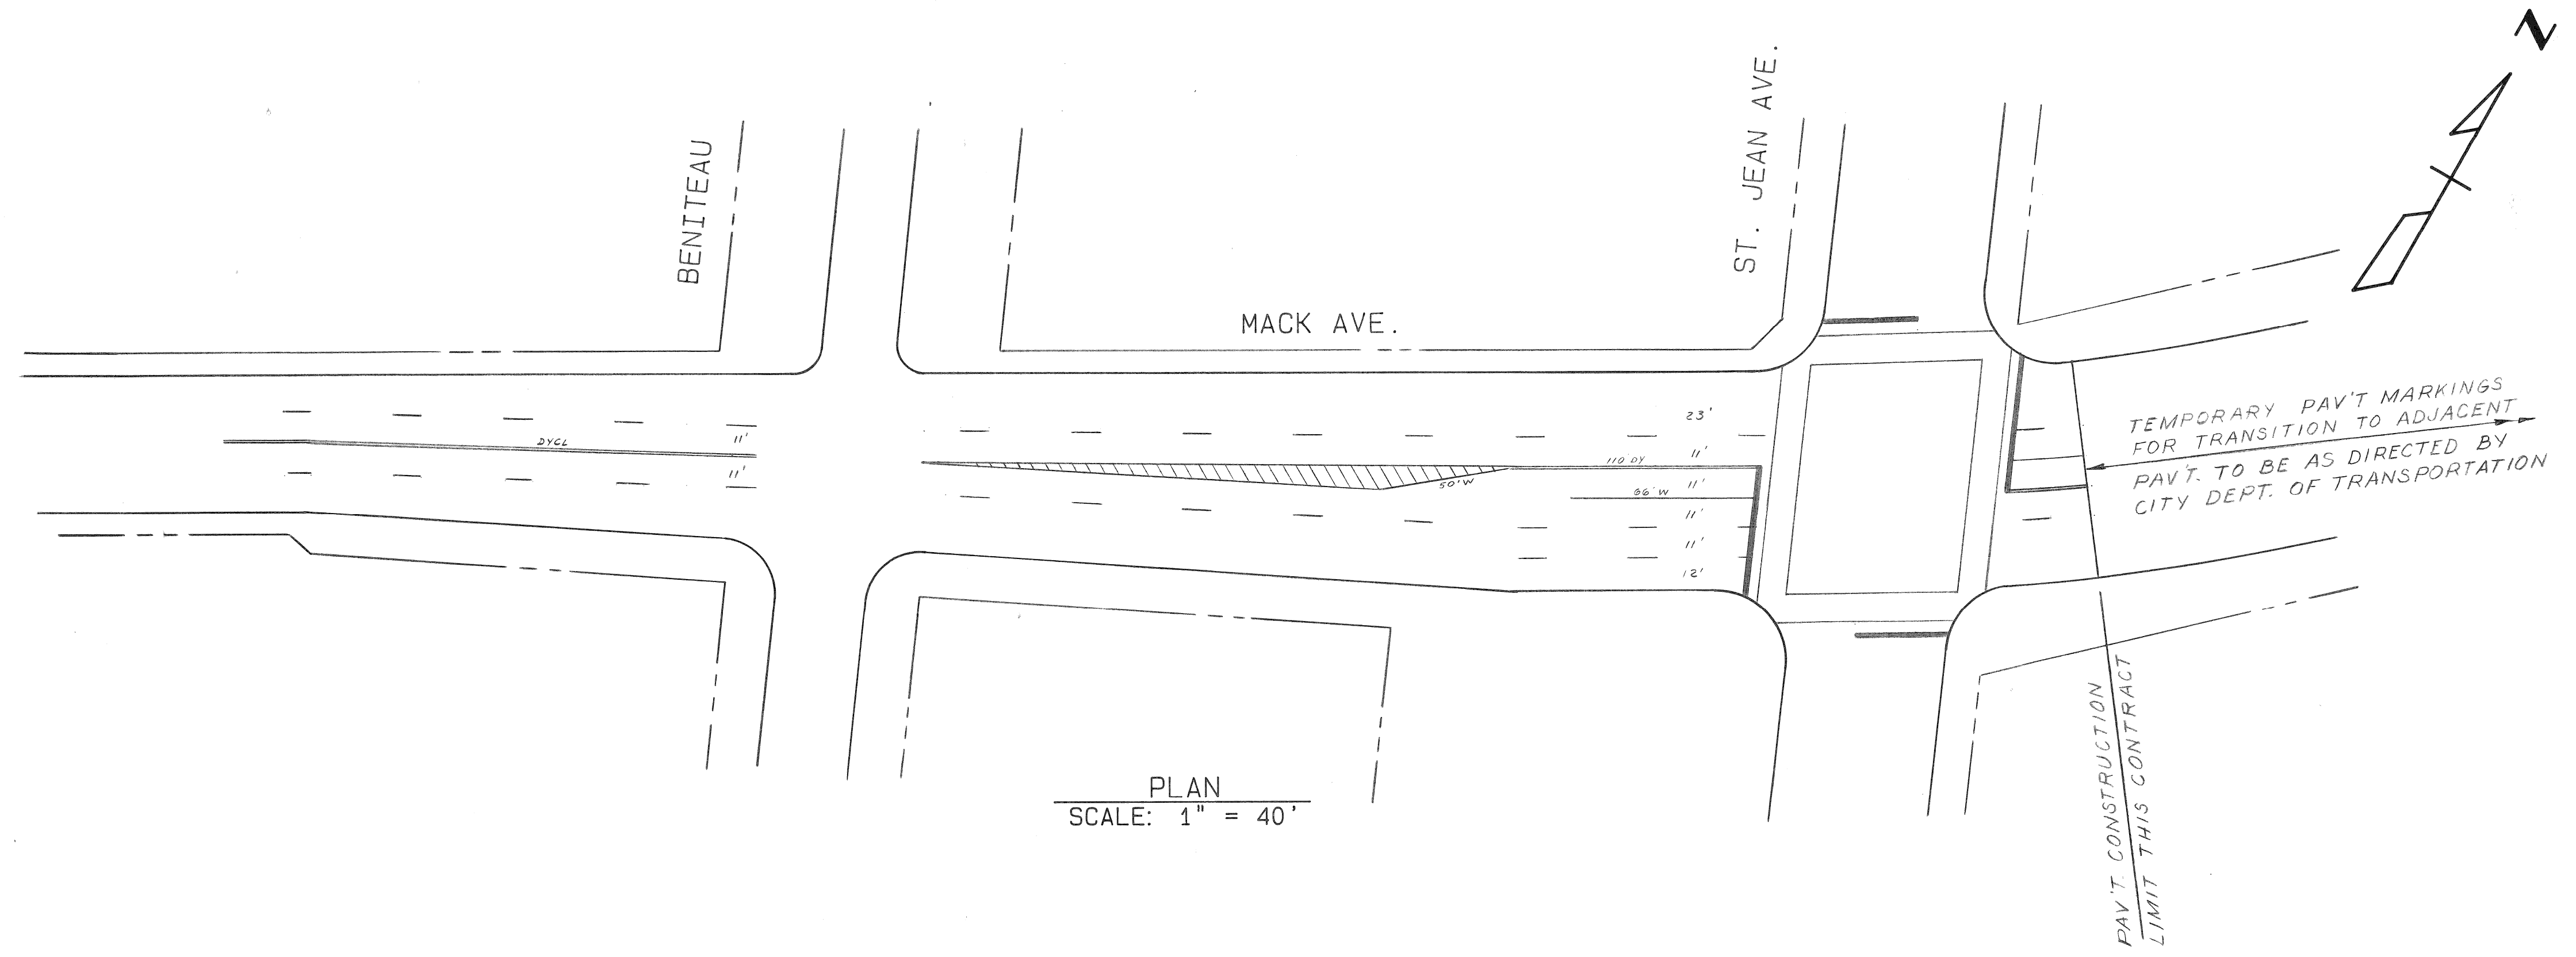 N
BENITEAU
ST. JEAN AVE.
MACK AVE.
TEMPORARY PAV'T MARKINGS
FOR TRANSITION TO ADJACENT
PAV'T. TO BE AS DIRECTED BY
CITY DEPT. OF TRANSPORTATION
23'
DYCL
11'
11'
110' DY
11'
50' W
11'
66' W
11'
11'
12'
PAV'T. CONSTRUCTION
LIMIT THIS CONTRACT
PLAN
SCALE: 1" = 40'